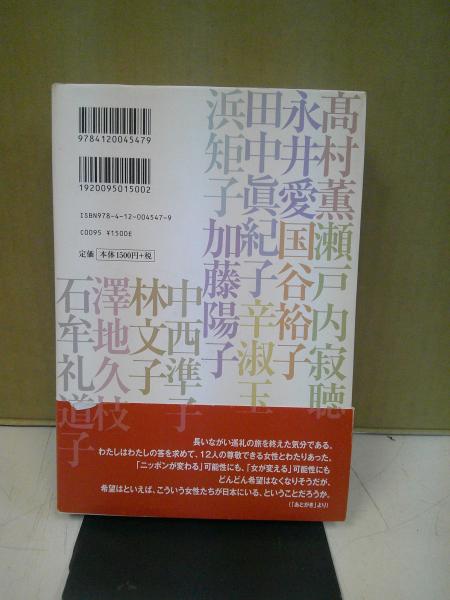 9784120045479
1920095015002
ISBN978-4-12-004547-9
C0095 ¥1500E
定価 本体1500円+税
髙村薫 瀬戸内寂聴
永井愛 国谷裕子
田中眞紀子 辛淑玉
浜矩子 加藤陽子
中西準子
林文子
澤地久枝
石牟礼道子
長いながい巡礼の旅を終えた気分である。
わたしはわたしの答を求めて、12人の尊敬できる女性とわたりあった。
「ニッポンが変わる」可能性にも、「女が変える」可能性にも
どんどん希望はなくなりそうだが、
希望はといえば、こういう女性たちが日本にいる、ということだろうか。
(「あとがき」より)